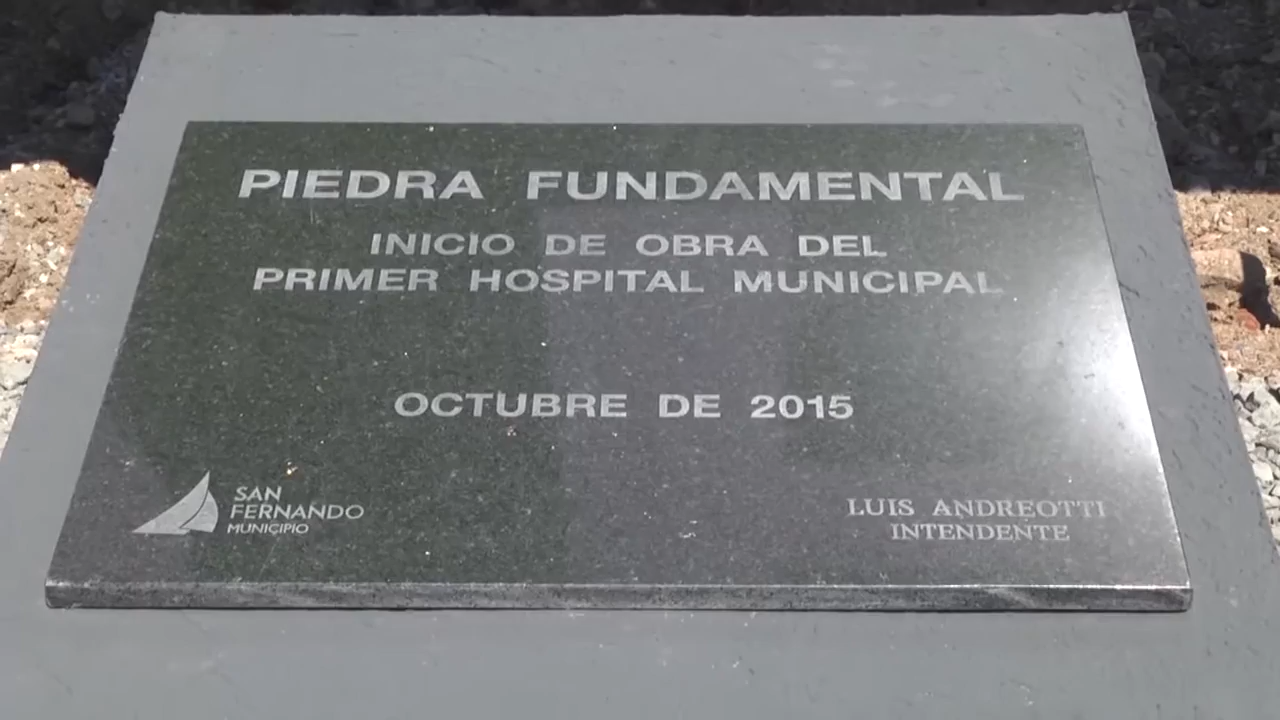 PIEDRA FUNDAMENTAL
INICIO DE OBRA DEL
PRIMER HOSPITAL MUNICIPAL
OCTUBRE DE 2015
SAN
FERNANDO
MUNICIPIO
LUIS ANDREOTTI
INTENDENTE